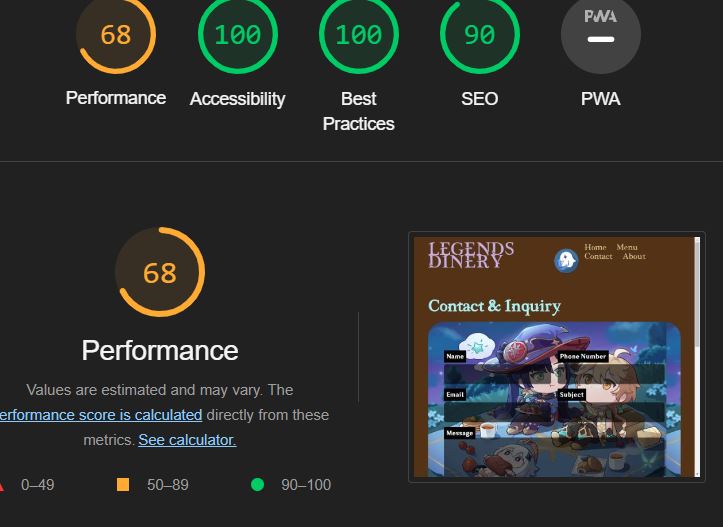 68
100
100
90
PWA
Performance
Accessibility
Best
Practices
SEO
PWA
68
Performance
Values are estimated and may vary. The
erformance score is calculated directly from these
metrics. See calculator.
0–49
50–89
90–100
LEGENDS
DINERY
Home Menu
Contact About
Contact & Inquiry
Name
Phone Number
Email
Subject
Message